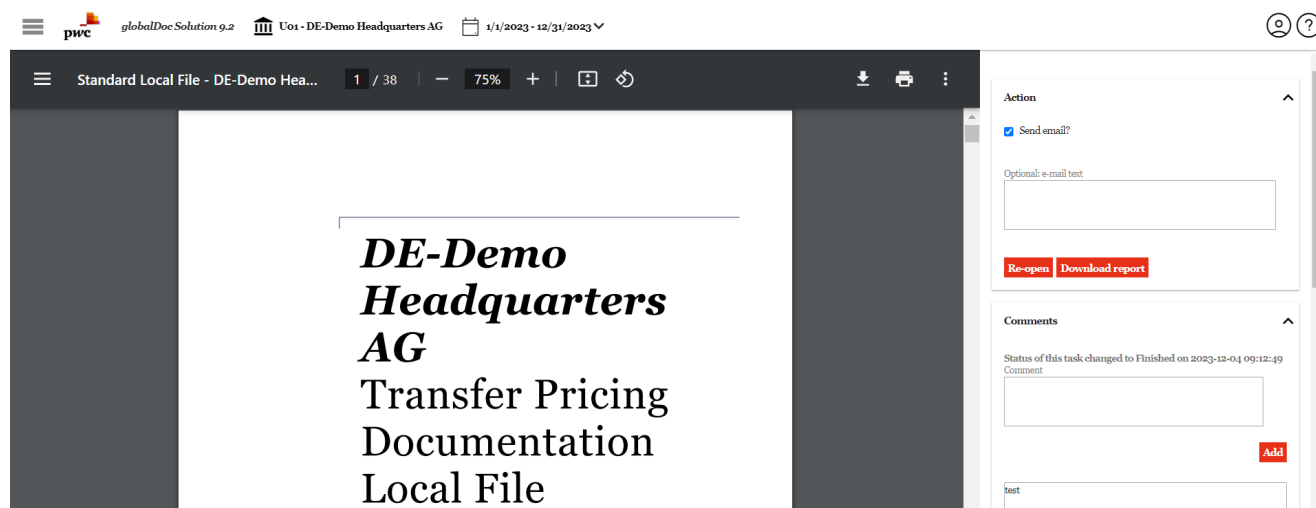 pwc globalDoc Solution 9.2 U01 - DE-Demo Headquarters AG 1/1/2023 - 12/31/2023
Standard Local File - DE-Demo Hea... 1 / 38 75%
DE-Demo
Headquarters
AG
Transfer Pricing
Documentation
Local File
Action
Send email?
Optional: e-mail text
Re-open Download report
Comments
Status of this task changed to Finished on 2023-12-04 09:12:49
Comment
Add
test